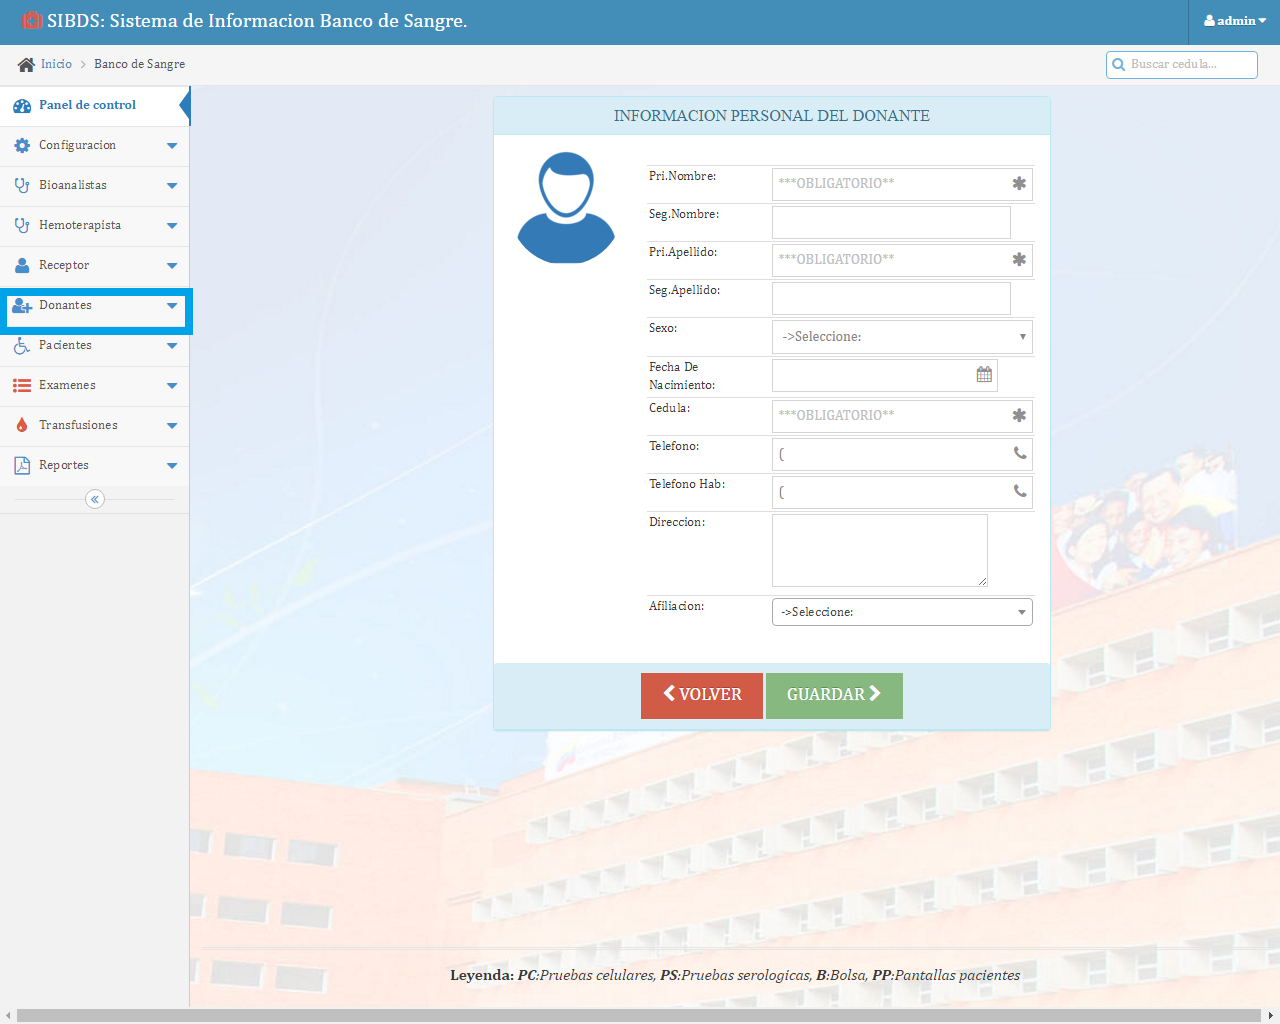 SIBDS: Sistema de Informacion Banco de Sangre.
admin
Inicio > Banco de Sangre
Buscar cedula...
Panel de control
Configuracion
Bioanalistas
Hemoterapista
Receptor
Donantes
Pacientes
Examenes
Transfusiones
Reportes
INFORMACION PERSONAL DEL DONANTE
Pri.Nombre: ***OBLIGATORIO**
Seg.Nombre:
Pri.Apellido: ***OBLIGATORIO**
Seg.Apellido:
Sexo: ->Seleccione:
Fecha De
Nacimiento:
Cedula: ***OBLIGATORIO**
Telefono: (
Telefono Hab: (
Direccion:
Afiliacion: ->Seleccione:
VOLVER
GUARDAR
Leyenda: PC:Pruebas celulares, PS:Pruebas serologicas, B:Bolsa, PP:Pantallas pacientes